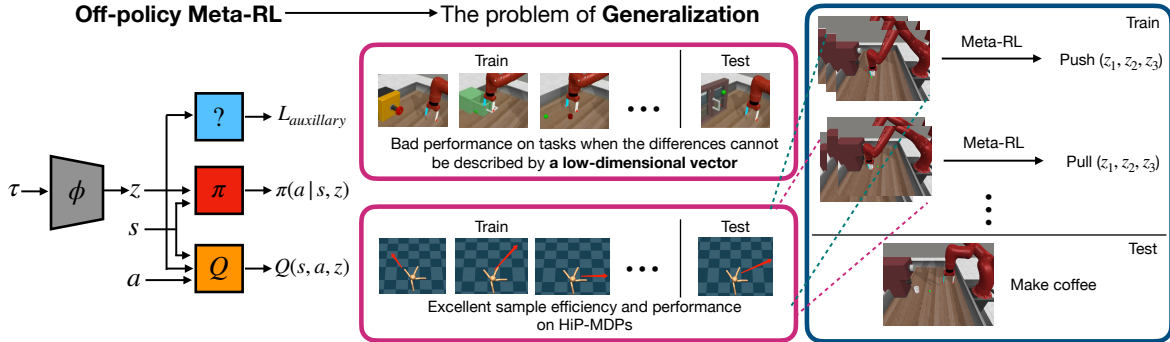 Off-policy Meta-RL
The problem of Generalization
?
L_auxillary
τ
ϕ
z
π
π(a | s, z)
s
Q
Q(s, a, z)
a
Train
Test
•••
Bad performance on tasks when the differences cannot
be described by a low-dimensional vector
Train
Test
•••
Excellent sample efficiency and performance
on HiP-MDPs
Train
Meta-RL
Push (z₁, z₂, z₃)
Meta-RL
Pull (z₁, z₂, z₃)
Test
Make coffee